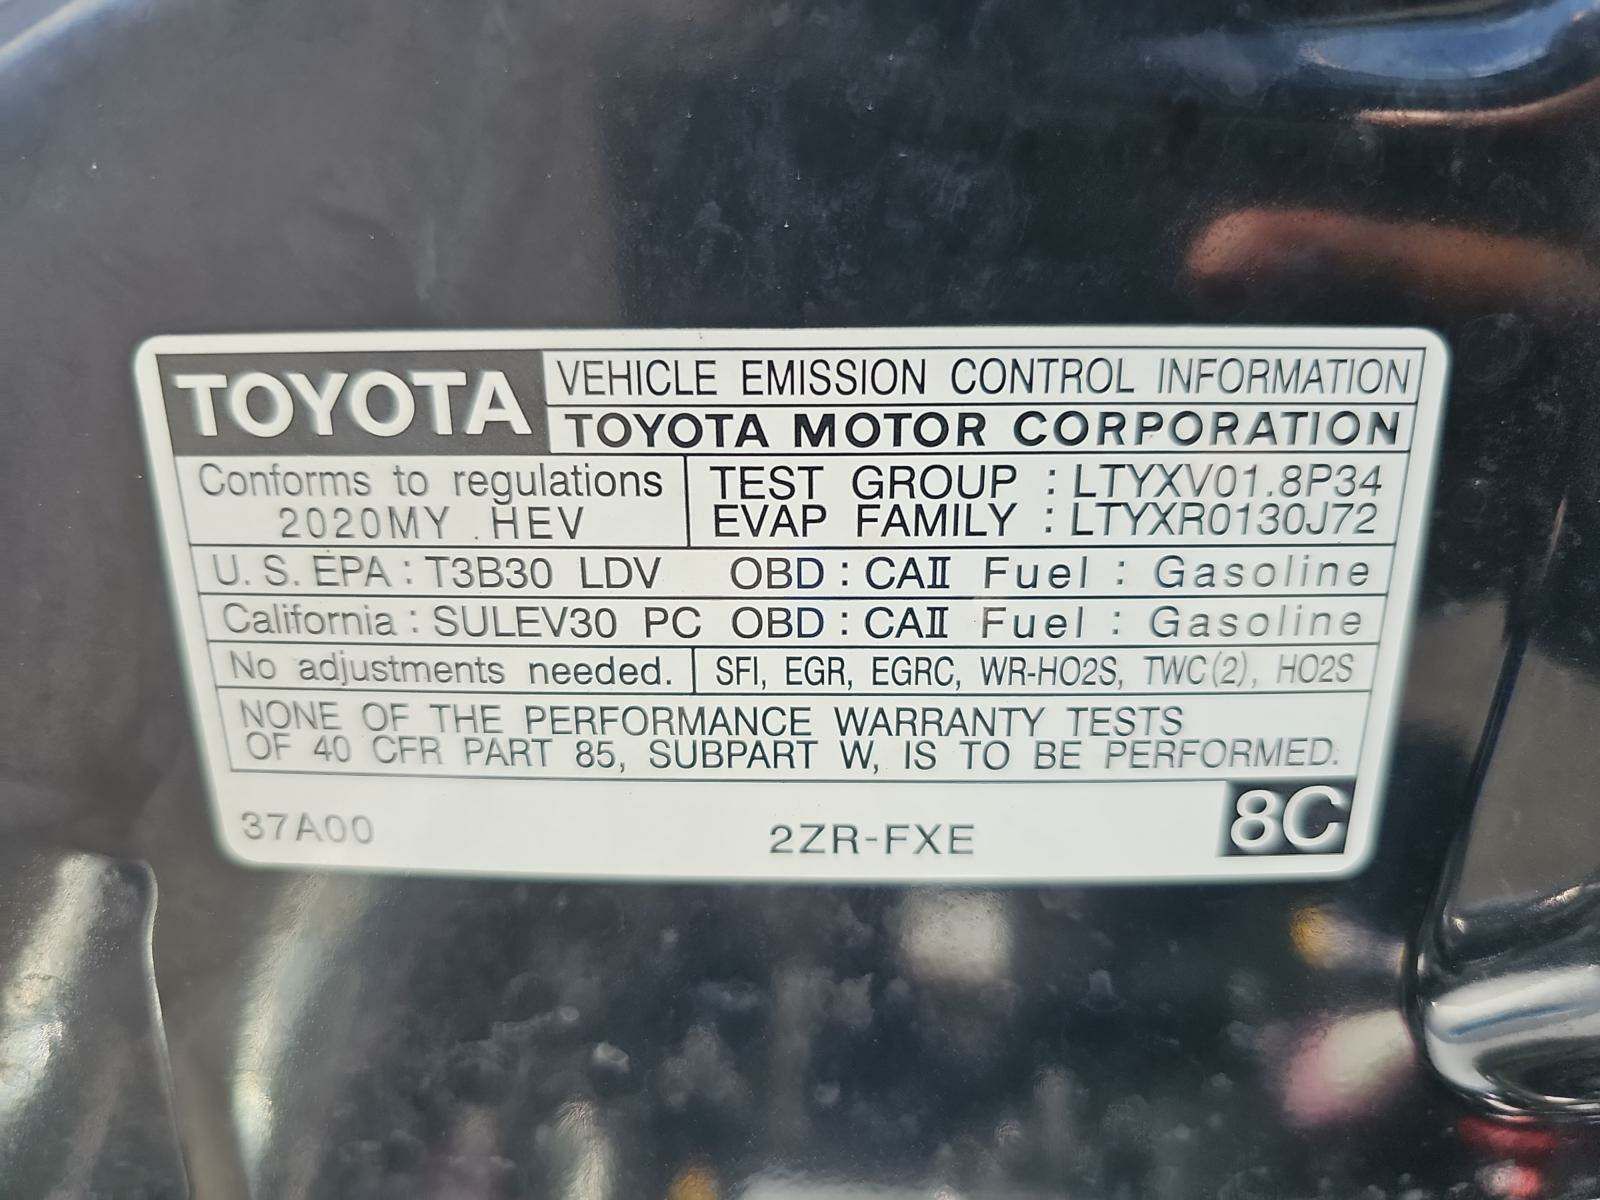 TOYOTA VEHICLE EMISSION CONTROL INFORMATION
TOYOTA MOTOR CORPORATION
Conforms to regulations
2020MY HEV
TEST GROUP : LTYXV01.8P34
EVAP FAMILY : LTYXR0130J72
U.S.EPA : T3B30 LDV OBD : CAII Fuel : Gasoline
California : SULEV30 PC OBD : CAII Fuel : Gasoline
No adjustments needed. SFI, EGR, EGRC, WR-HO2S, TWC(2), HO2S
NONE OF THE PERFORMANCE WARRANTY TESTS
OF 40 CFR PART 85, SUBPART W, IS TO BE PERFORMED.
37A00 2ZR-FXE 8C